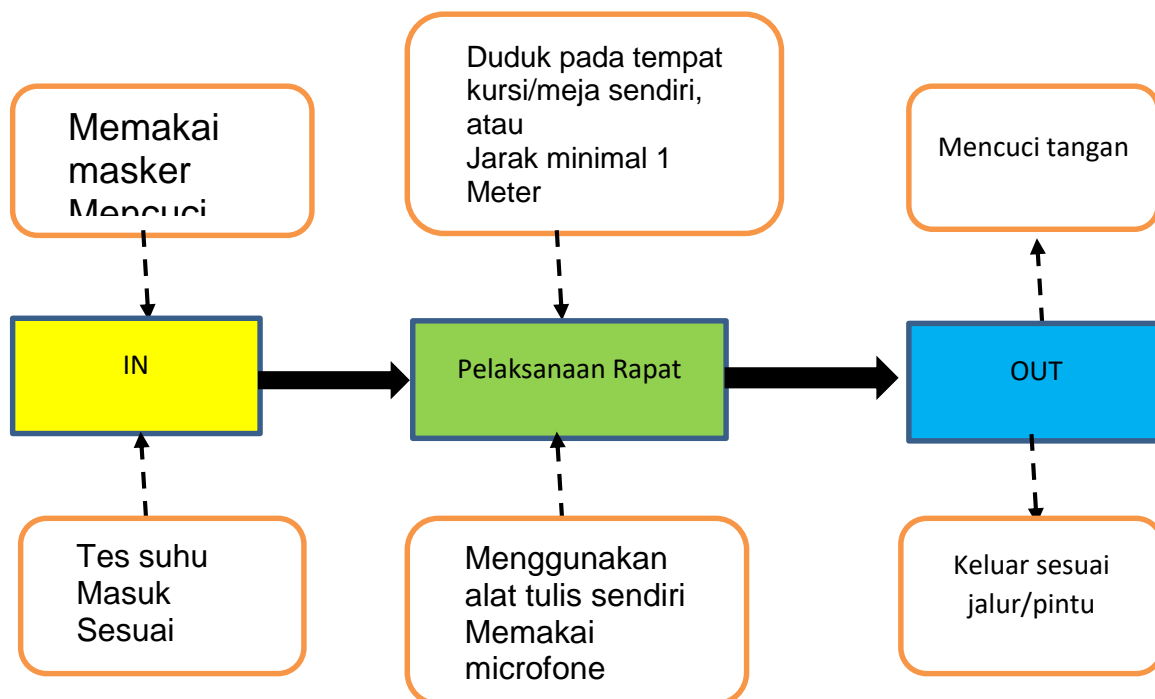 Memakai
masker
Mencuci
Duduk pada tempat
kursi/meja sendiri,
atau
Jarak minimal 1
Meter
Mencuci tangan
IN
Pelaksanaan Rapat
OUT
Tes suhu
Masuk
Sesuai
Menggunakan
alat tulis sendiri
Memakai
microfone
Keluar sesuai
jalur/pintu